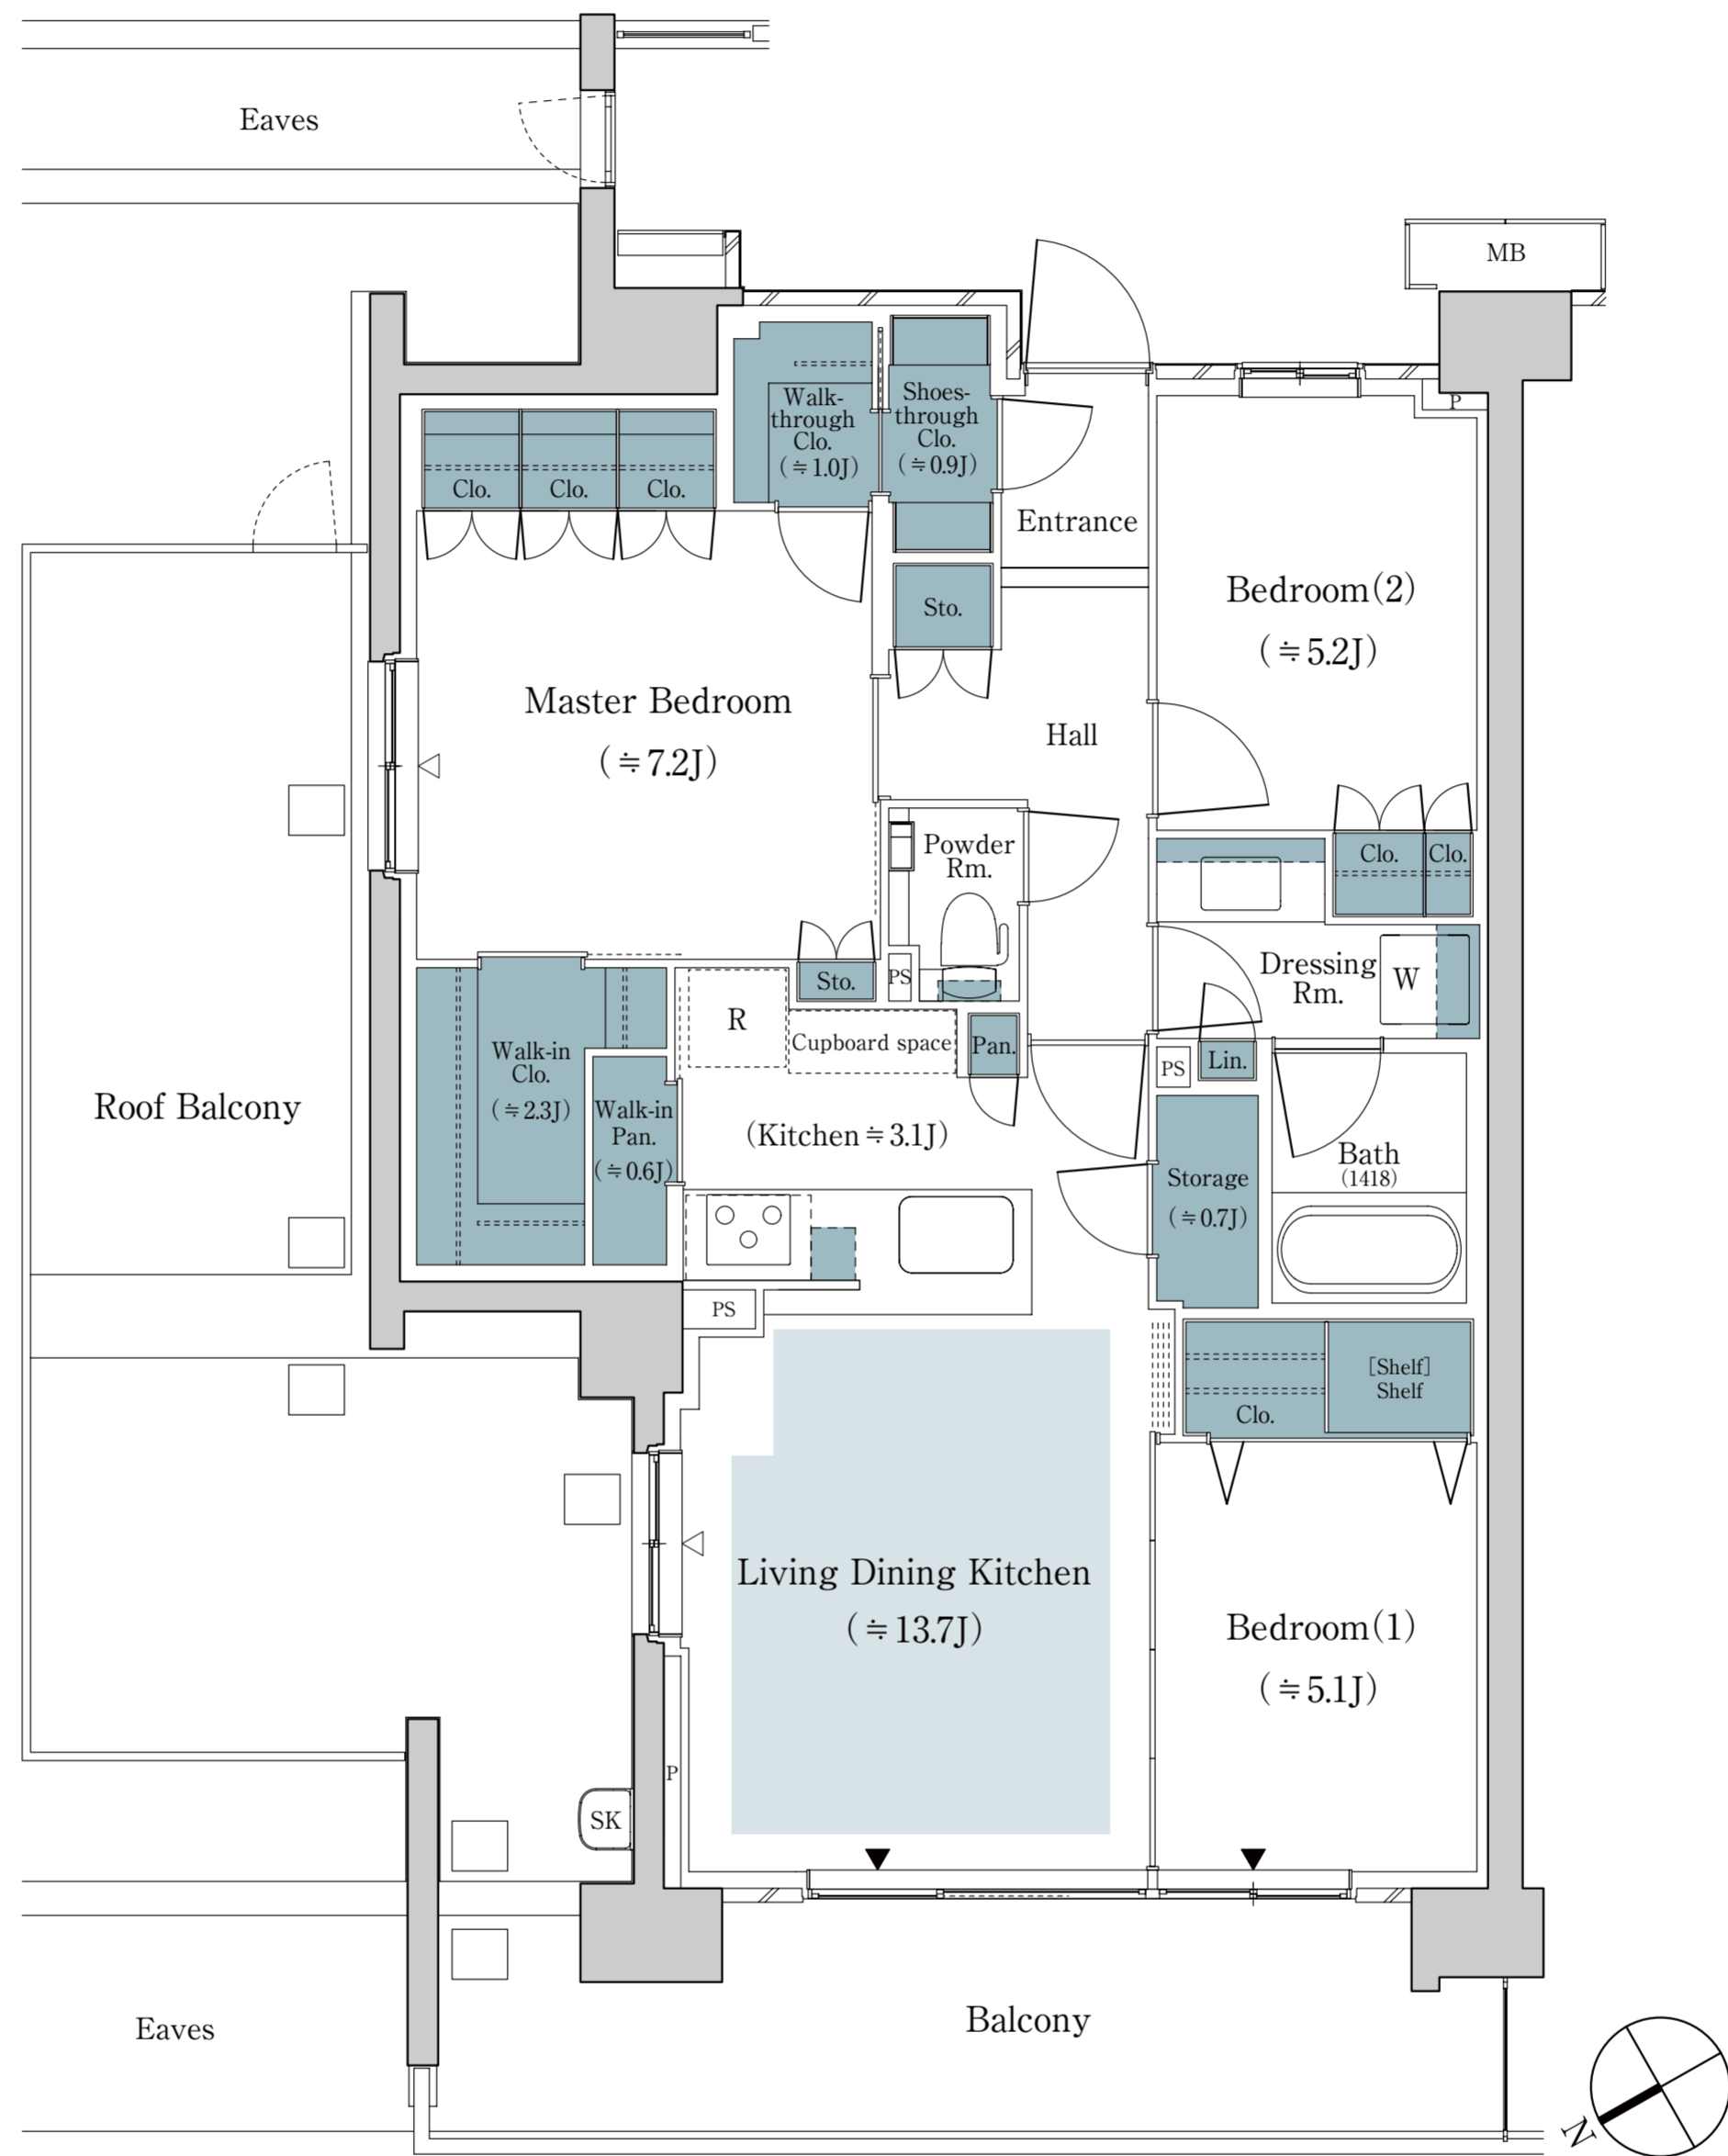 Eaves
MB
Walk-
through
Clo.
(≒1.0J)
Shoes-
through
Clo.
(≒0.9J)
P
Clo.
Clo.
Clo.
Entrance
Bedroom(2)
(≒5.2J)
Sto.
Master Bedroom
(≒7.2J)
Hall
Powder
Rm.
Clo.
Clo.
Dressing
Rm.
W
Sto.
PS
R
Cupboard space
Pan.
PS
Lin.
Walk-in
Clo.
(≒2.3J)
Roof Balcony
Walk-in
Pan.
(≒0.6J)
(Kitchen≒3.1J)
Bath
(1418)
Storage
(≒0.7J)
PS
[Shelf]
Shelf
Clo.
Living Dining Kitchen
(≒13.7J)
Bedroom(1)
(≒5.1J)
P
SK
Balcony
Eaves
N